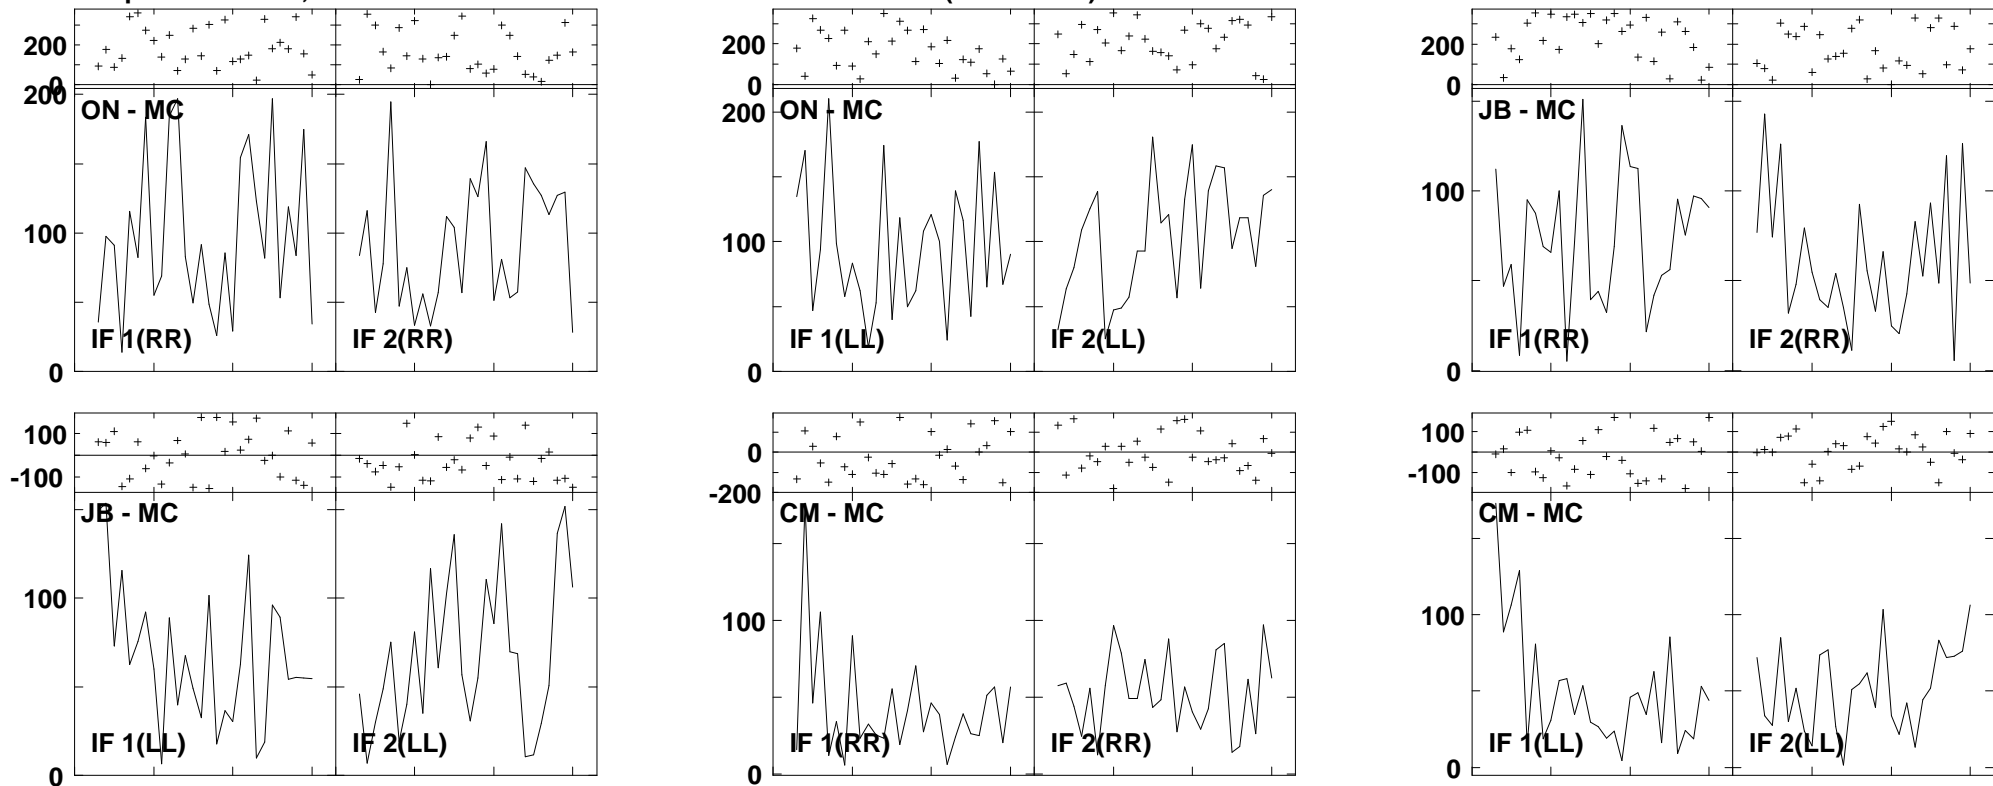 200
0
200
ON - MC
100
IF 1(RR)
IF 2(RR)
0
200
0
200
ON - MC
100
IF 1(LL)
IF 2(LL)
0
200
0
JB - MC
100
IF 1(RR)
IF 2(RR)
0
100
-100
JB - MC
100
IF 1(LL)
IF 2(LL)
0
0
-200
CM - MC
100
IF 1(RR)
IF 2(RR)
0
100
-100
CM - MC
100
IF 1(LL)
IF 2(LL)
0